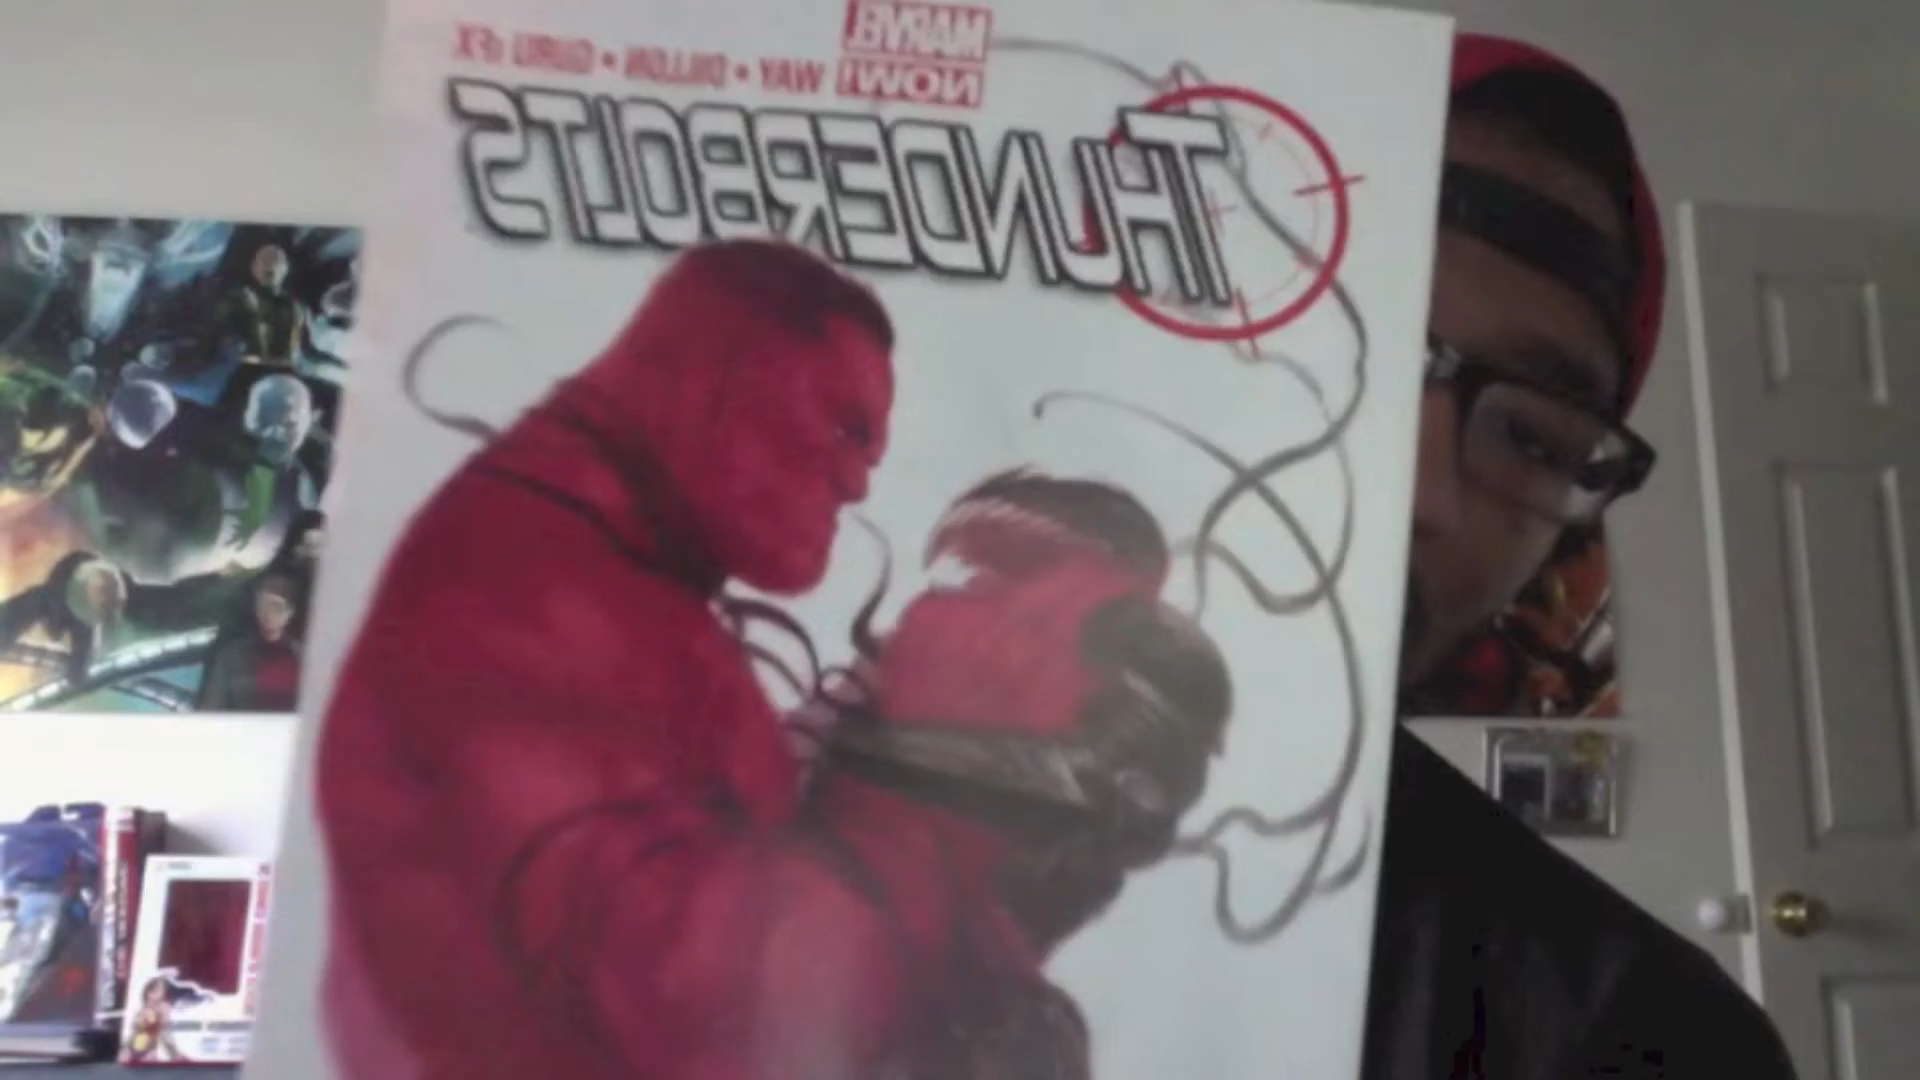 MARVEL
NOW!
WAY • DILLON • GURU eFX
THUNDERBOLTS